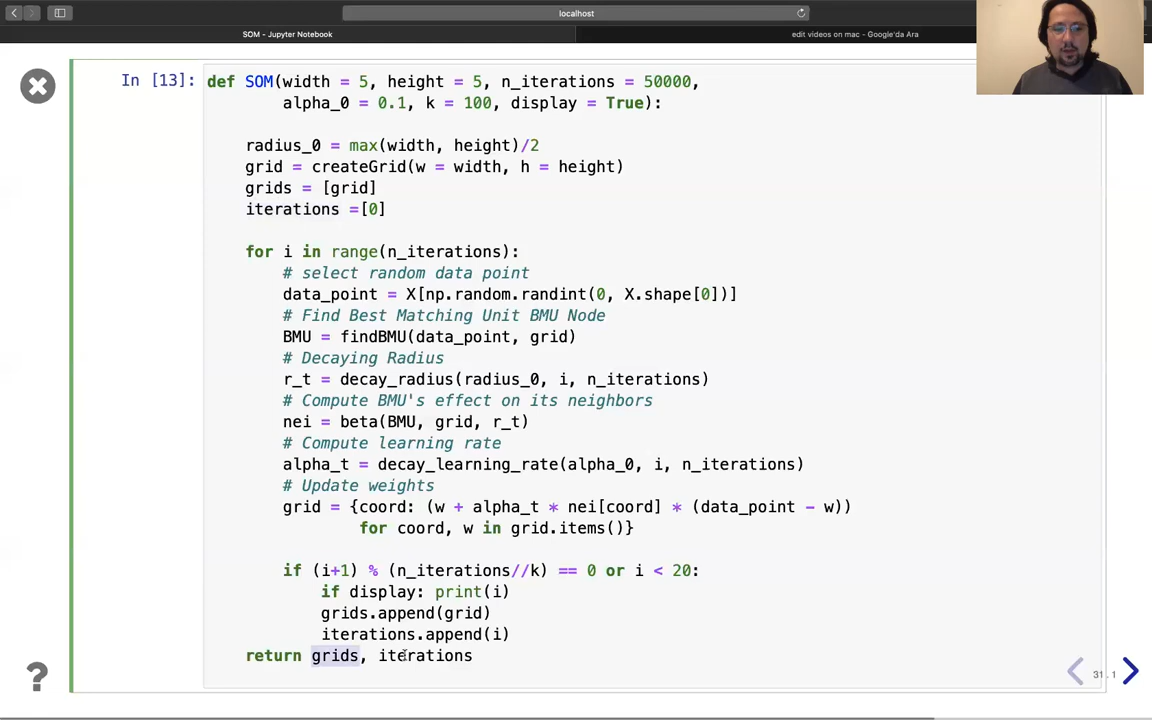 localhost
SOM - Jupyter Notebook
edit videos on mac - Google'da Ara
In [13]:
def SOM(width = 5, height = 5, n_iterations = 50000,
alpha_0 = 0.1, k = 100, display = True):
radius_0 = max(width, height)/2
grid = createGrid(w = width, h = height)
grids = [grid]
iterations =[0]
for i in range(n_iterations):
# select random data point
data_point = X[np.random.randint(0, X.shape[0])]
# Find Best Matching Unit BMU Node
BMU = findBMU(data_point, grid)
# Decaying Radius
r_t = decay_radius(radius_0, i, n_iterations)
# Compute BMU's effect on its neighbors
nei = beta(BMU, grid, r_t)
# Compute learning rate
alpha_t = decay_learning_rate(alpha_0, i, n_iterations)
# Update weights
grid = {coord: (w + alpha_t * nei[coord] * (data_point - w))
for coord, w in grid.items()}
if (i+1) % (n_iterations//k) == 0 or i < 20:
if display: print(i)
grids.append(grid)
iterations.append(i)
return grids, iterations
?
31.1